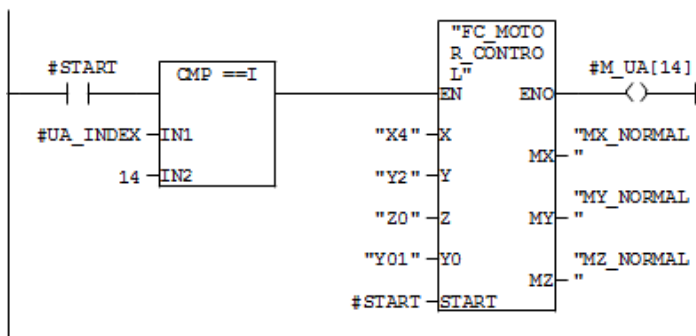 "FC_MOTO
R_CONTRO
L"
#START
CMP ==I
#M_UA[14]
EN ENO
#UA_INDEX IN1
14 IN2
"X4" X
"MX_NORMAL
MX "
"Y2" Y
"MY_NORMAL
"Z0" Z
MY "
"Y01" Y0
"MZ_NORMAL
MZ "
#START START